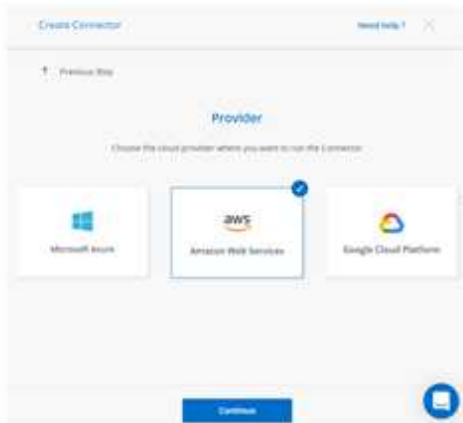 Create Connector
Need help?
Previous Step
Provider
Choose the cloud provider where you want to run the Connector
aws
Microsoft Azure
Amazon Web Services
Google Cloud Platform
Continue